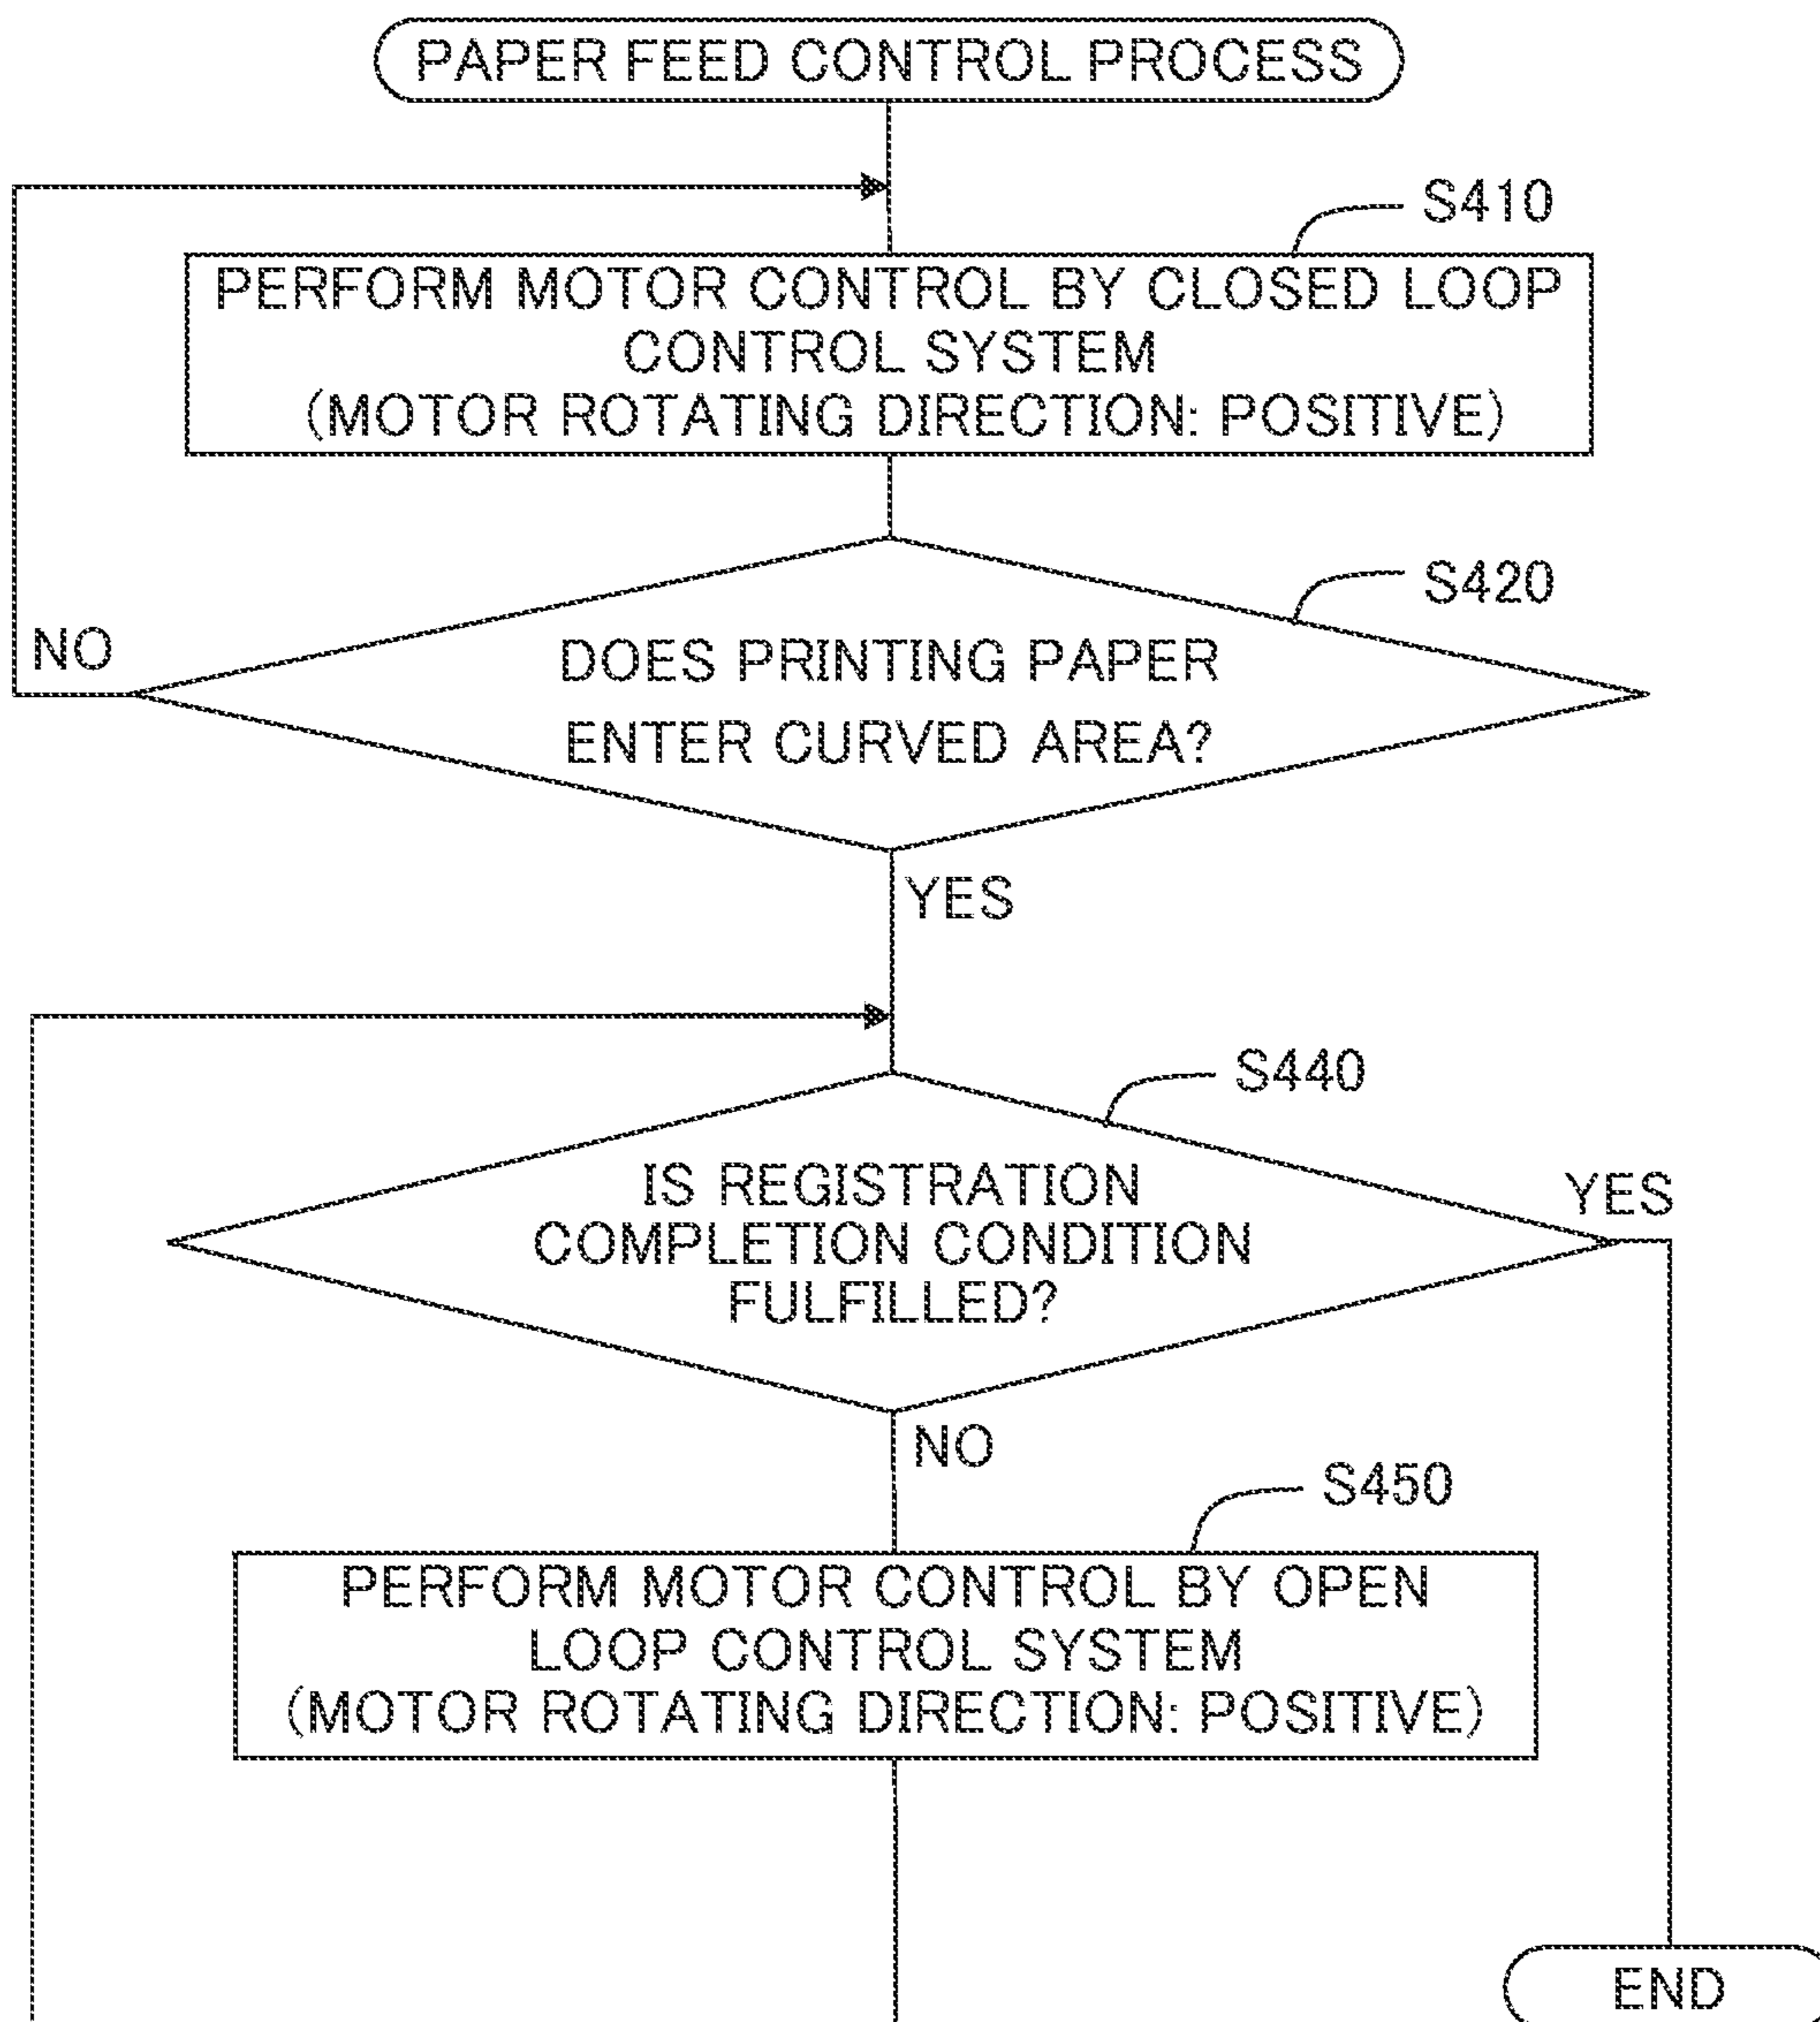 PAPER FEED CONTROL PROCESS
S410
PERFORM MOTOR CONTROL BY CLOSED LOOP
CONTROL SYSTEM
(MOTOR ROTATING DIRECTION: POSITIVE)
S420
NO
DOES PRINTING PAPER
ENTER CURVED AREA?
YES
S440
IS REGISTRATION
COMPLETION CONDITION
FULFILLED?
YES
NO
S450
PERFORM MOTOR CONTROL BY OPEN
LOOP CONTROL SYSTEM
(MOTOR ROTATING DIRECTION: POSITIVE)
END